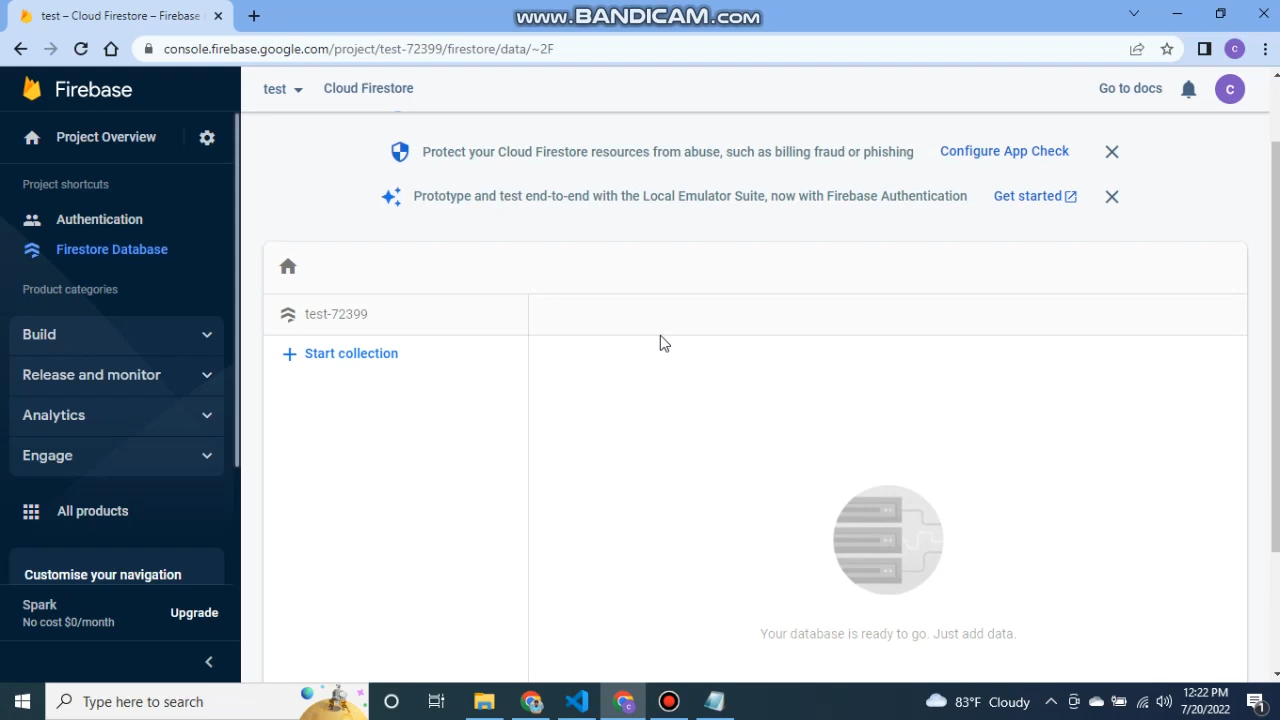 www.BANDICAM.com
test - Cloud Firestore - Firebase
console.firebase.google.com/project/test-72399/firestore/data/~2F
C
Firebase
test
Cloud Firestore
Go to docs
C
Project Overview
Protect your Cloud Firestore resources from abuse, such as billing fraud or phishing
Configure App Check
Project shortcuts
Prototype and test end-to-end with the Local Emulator Suite, now with Firebase Authentication
Get started
Authentication
Firestore Database
Product categories
test-72399
Build
Start collection
Release and monitor
Analytics
Engage
All products
Customise your navigation
Spark
No cost $0/month
Upgrade
Your database is ready to go. Just add data.
Type here to search
83°F Cloudy
12:22 PM
7/20/2022
1